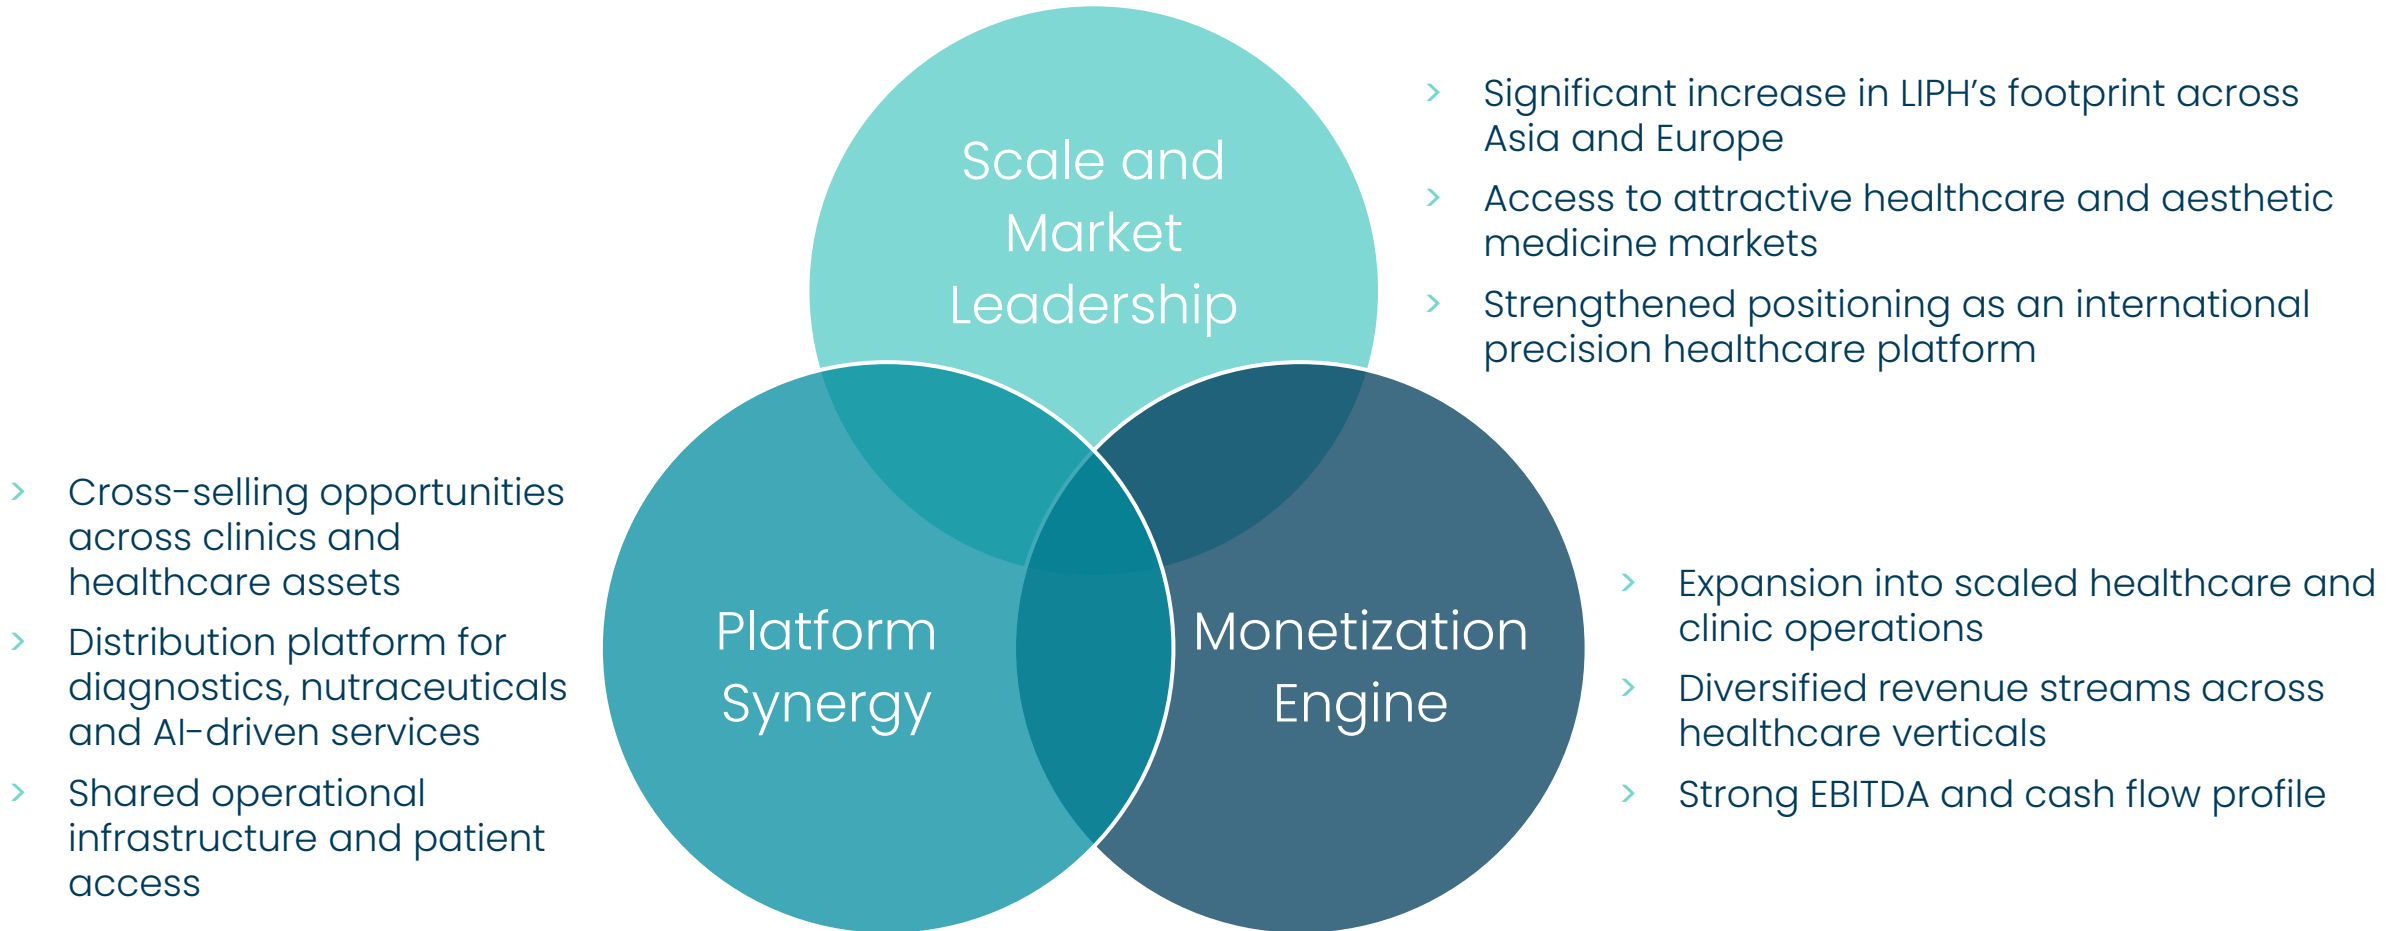 Scale and
Market
Leadership
> Significant increase in LIPH’s footprint across
Asia and Europe
> Access to attractive healthcare and aesthetic
medicine markets
> Strengthened positioning as an international
precision healthcare platform
> Cross-selling opportunities
across clinics and
healthcare assets
> Distribution platform for
diagnostics, nutraceuticals
and AI-driven services
> Shared operational
infrastructure and patient
access
Platform
Synergy
Monetization
Engine
> Expansion into scaled healthcare and
clinic operations
> Diversified revenue streams across
healthcare verticals
> Strong EBITDA and cash flow profile